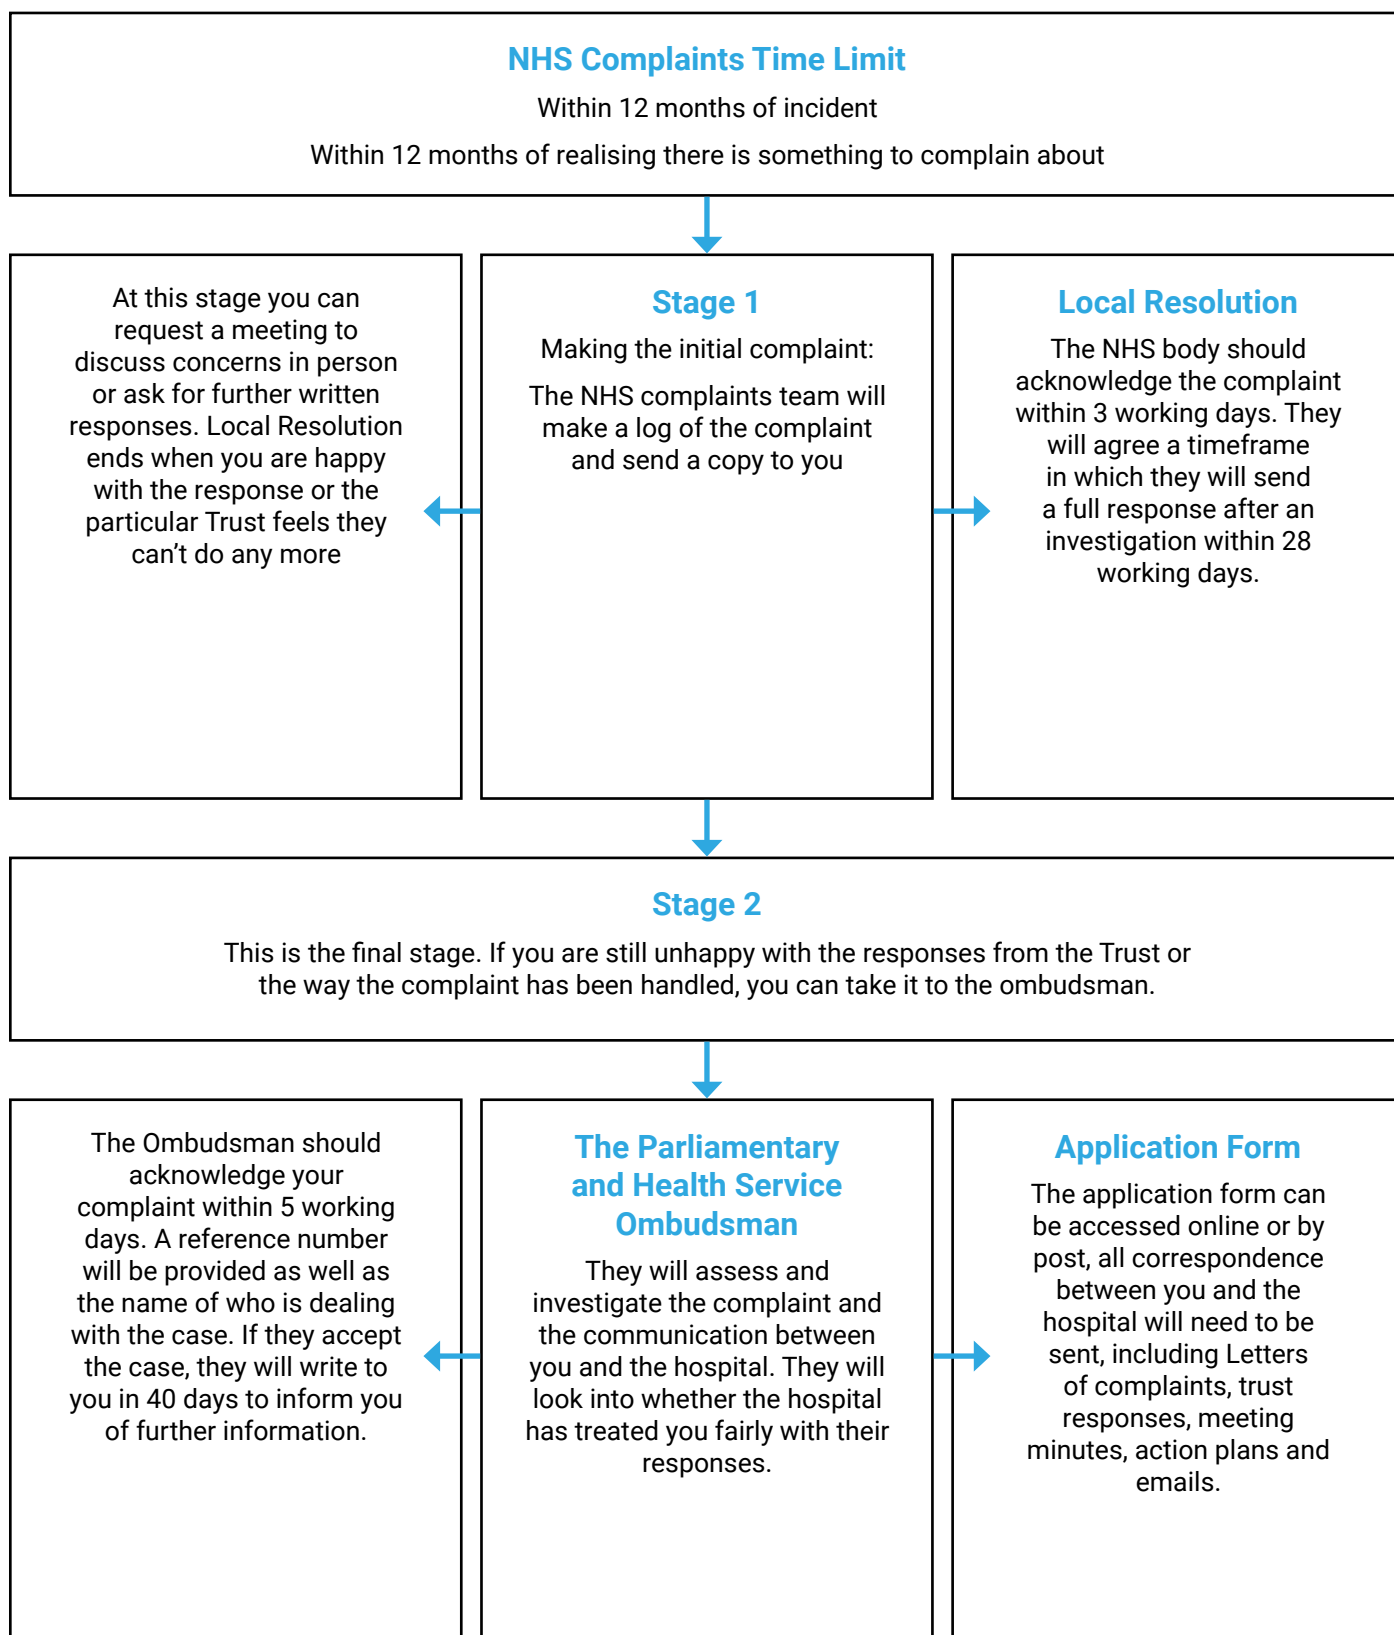 NHS Complaints Time Limit
Within 12 months of incident
Within 12 months of realising there is something to complain about
At this stage you can
request a meeting to
discuss concerns in person
or ask for further written
responses. Local Resolution
ends when you are happy
with the response or the
particular Trust feels they
can’t do any more
Stage 1
Making the initial complaint:
The NHS complaints team will
make a log of the complaint
and send a copy to you
Local Resolution
The NHS body should
acknowledge the complaint
within 3 working days. They
will agree a timeframe
in which they will send
a full response after an
investigation within 28
working days.
Stage 2
This is the final stage. If you are still unhappy with the responses from the Trust or
the way the complaint has been handled, you can take it to the ombudsman.
The Ombudsman should
acknowledge your
complaint within 5 working
days. A reference number
will be provided as well as
the name of who is dealing
with the case. If they accept
the case, they will write to
you in 40 days to inform you
of further information.
The Parliamentary
and Health Service
Ombudsman
They will assess and
investigate the complaint and
the communication between
you and the hospital. They will
look into whether the hospital
has treated you fairly with their
responses.
Application Form
The application form can
be accessed online or by
post, all correspondence
between you and the
hospital will need to be
sent, including Letters
of complaints, trust
responses, meeting
minutes, action plans and
emails.